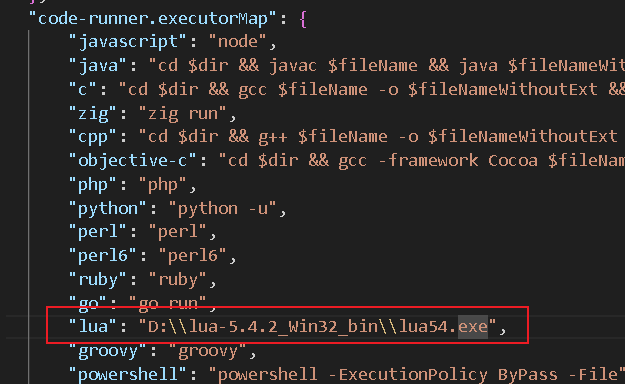 "code-runner.executorMap": {
"javascript": "node",
"java": "cd $dir && javac $fileName && java $fileNameWit
"c": "cd $dir && gcc $fileName -o $fileNameWithoutExt &&
"zig": "zig run",
"cpp": "cd $dir && g++ $fileName -o $fileNameWithoutExt
"objective-c": "cd $dir && gcc -framework Cocoa $fileNam
"php": "php",
"python": "python -u",
"perl": "perl",
"perl6": "perl6",
"ruby": "ruby",
"go": "go run",
"lua": "D:\\lua-5.4.2_Win32_bin\\lua54.exe",
"groovy": "groovy",
"powershell": "powershell -ExecutionPolicy ByPass -File"